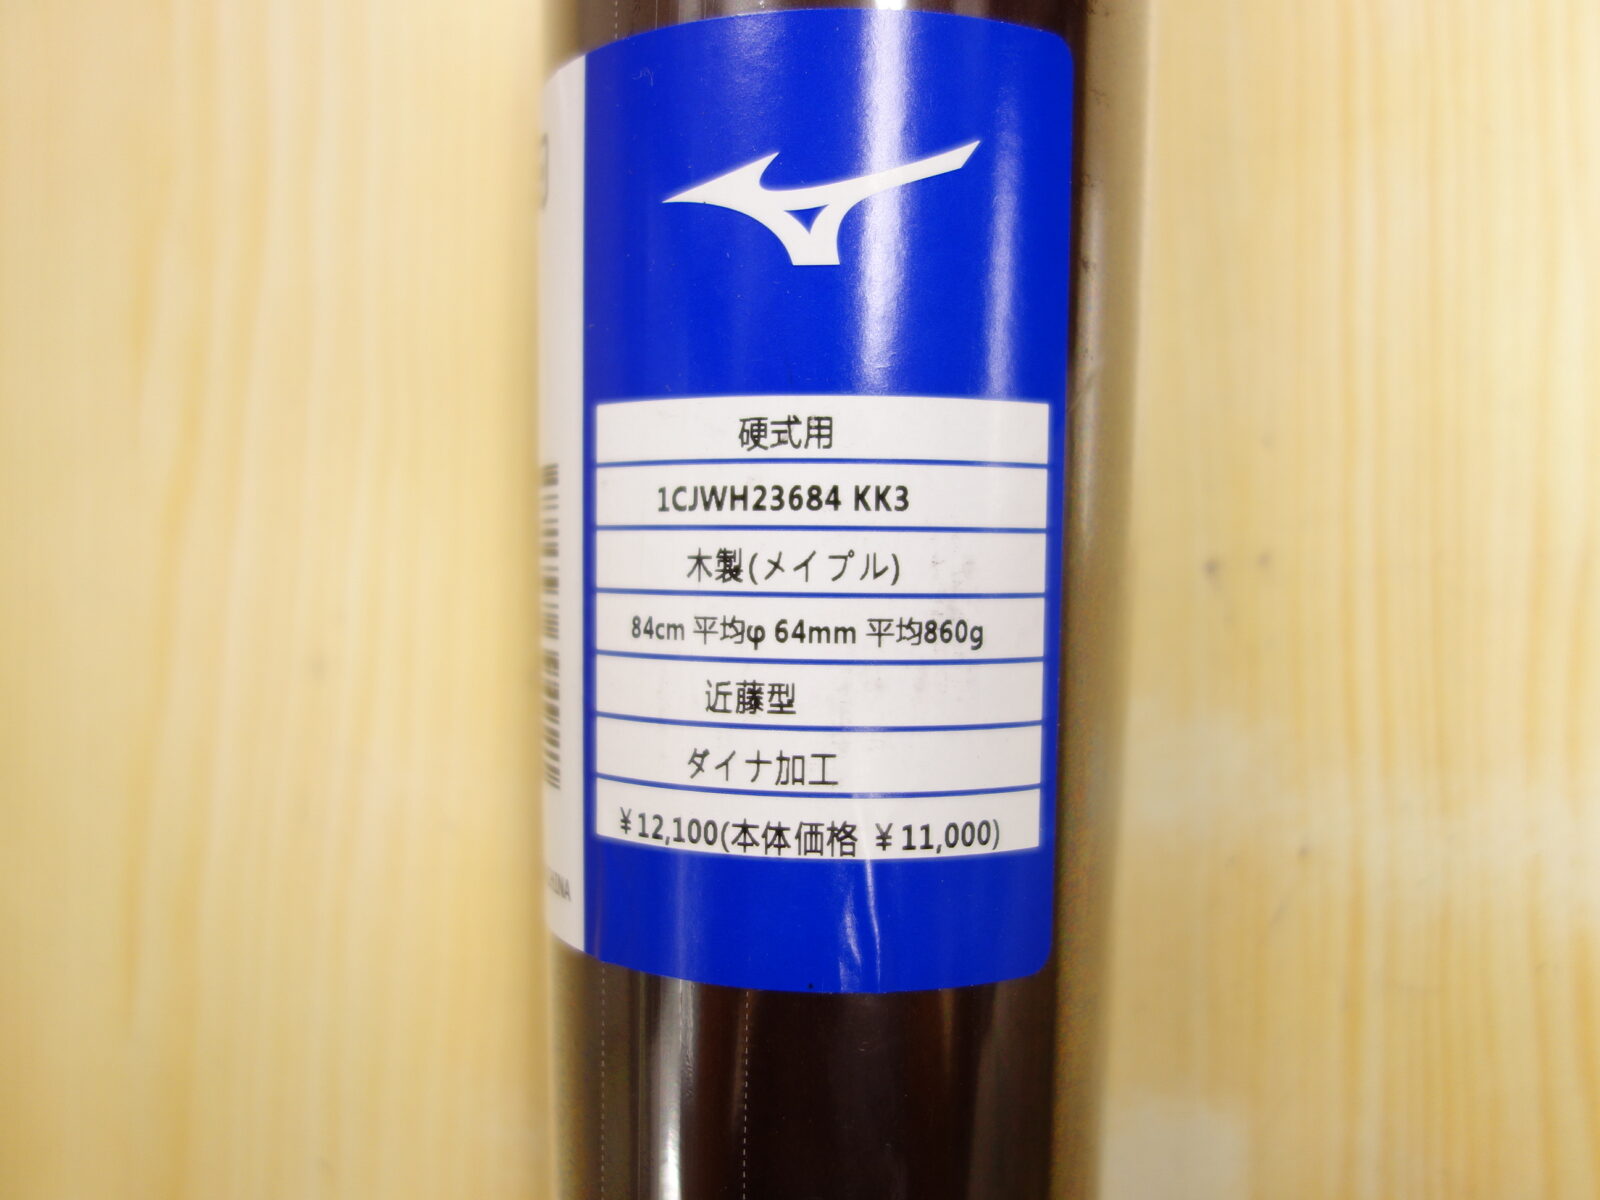 硬式用
1CJWH23684 KK3
木製(メイプル)
84cm 平均φ 64mm 平均860g
近藤型
ダイナ加工
¥12,100(本体価格 ¥11,000)